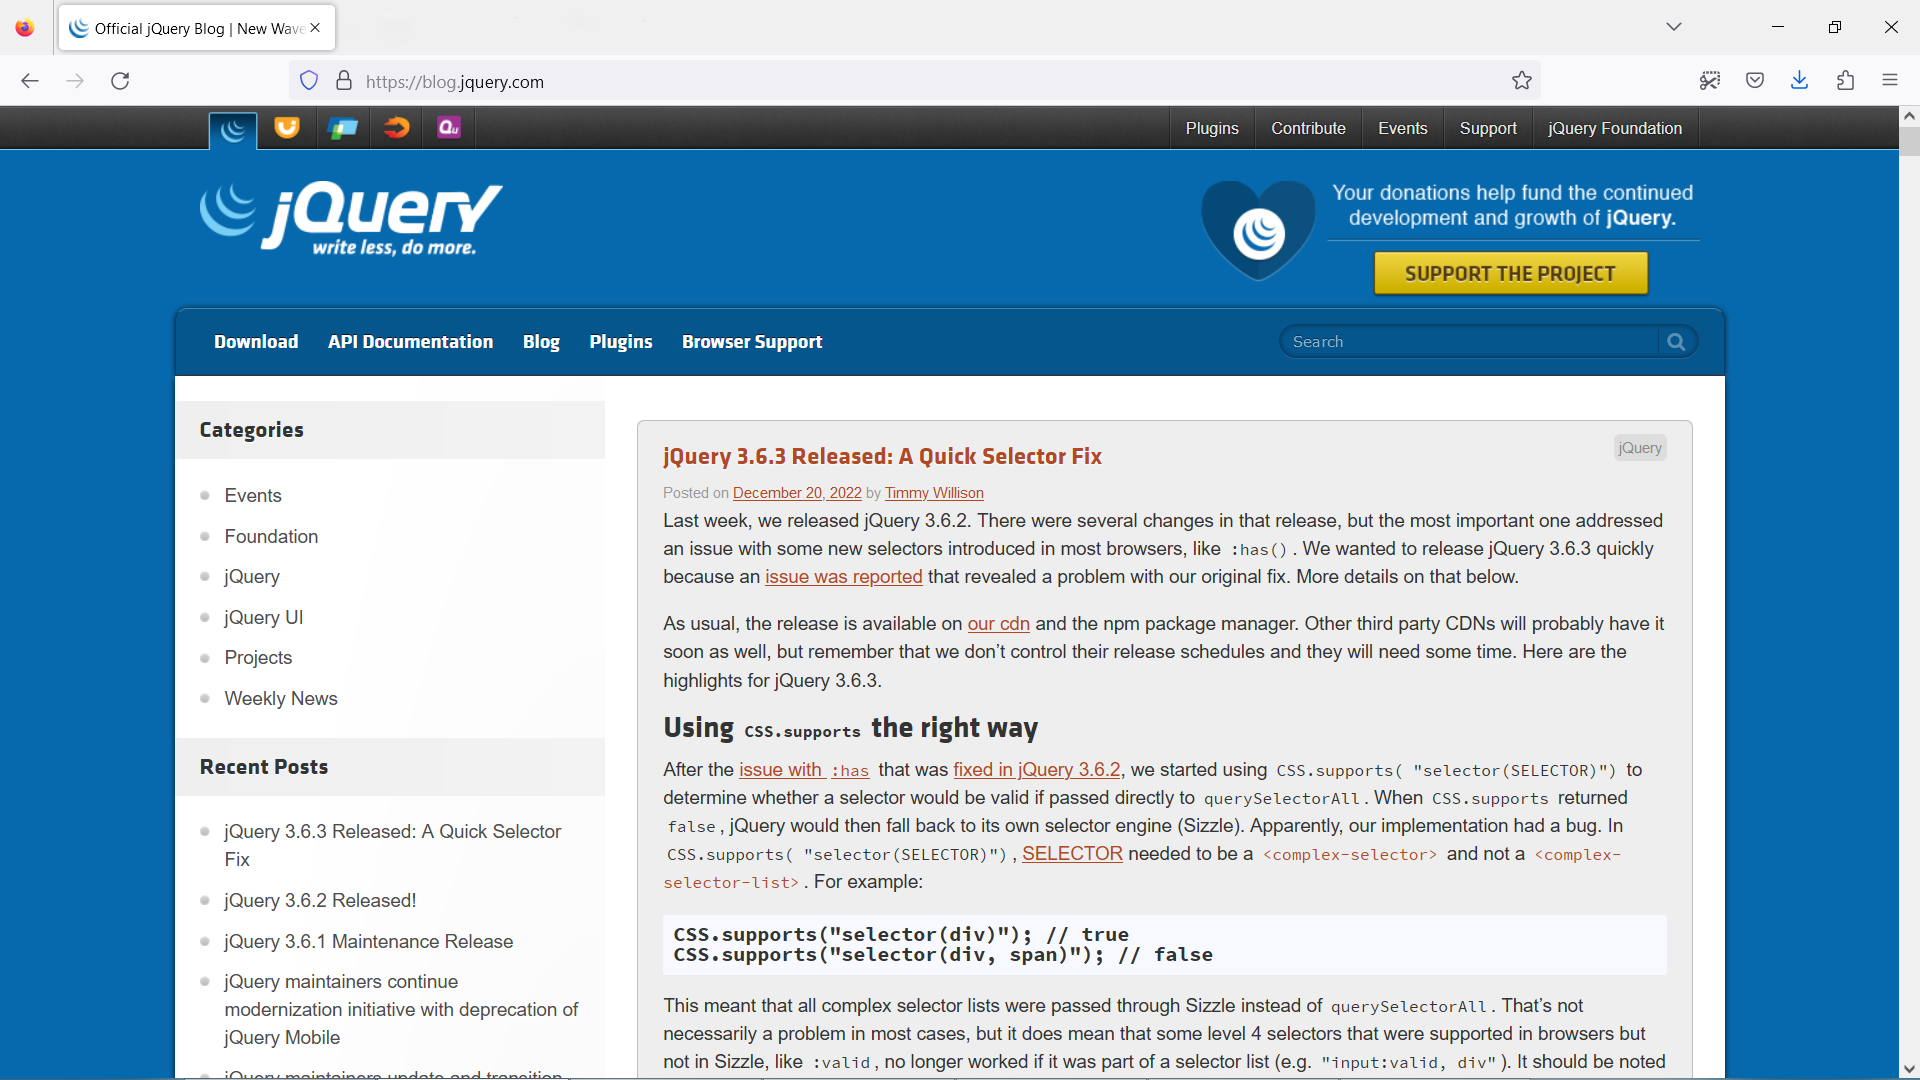 Official jQuery Blog | New Wave
https://blog.jquery.com
Qu
Plugins
Contribute
Events
Support
jQuery Foundation
jQuery
write less, do more.
Your donations help fund the continued
development and growth of jQuery.
SUPPORT THE PROJECT
Download
API Documentation
Blog
Plugins
Browser Support
Search
Categories
Events
Foundation
jQuery
jQuery UI
Projects
Weekly News
Recent Posts
jQuery 3.6.3 Released: A Quick Selector
Fix
jQuery 3.6.2 Released!
jQuery 3.6.1 Maintenance Release
jQuery maintainers continue
modernization initiative with deprecation of
jQuery Mobile
jQuery maintainers update and transition
jQuery 3.6.3 Released: A Quick Selector Fix
jQuery
Posted on December 20, 2022 by Timmy Willison
Last week, we released jQuery 3.6.2. There were several changes in that release, but the most important one addressed
an issue with some new selectors introduced in most browsers, like :has(). We wanted to release jQuery 3.6.3 quickly
because an issue was reported that revealed a problem with our original fix. More details on that below.
As usual, the release is available on our cdn and the npm package manager. Other third party CDNs will probably have it
soon as well, but remember that we don’t control their release schedules and they will need some time. Here are the
highlights for jQuery 3.6.3.
Using CSS.supports the right way
After the issue with :has that was fixed in jQuery 3.6.2, we started using CSS.supports( "selector(SELECTOR)") to
determine whether a selector would be valid if passed directly to querySelectorAll. When CSS.supports returned
false, jQuery would then fall back to its own selector engine (Sizzle). Apparently, our implementation had a bug. In
CSS.supports( "selector(SELECTOR)"), SELECTOR needed to be a <complex-selector> and not a <complex-
selector-list>. For example:
CSS.supports("selector(div)"); // true
CSS.supports("selector(div, span)"); // false
This meant that all complex selector lists were passed through Sizzle instead of querySelectorAll. That’s not
necessarily a problem in most cases, but it does mean that some level 4 selectors that were supported in browsers but
not in Sizzle, like :valid, no longer worked if it was part of a selector list (e.g. "input:valid, div"). It should be noted